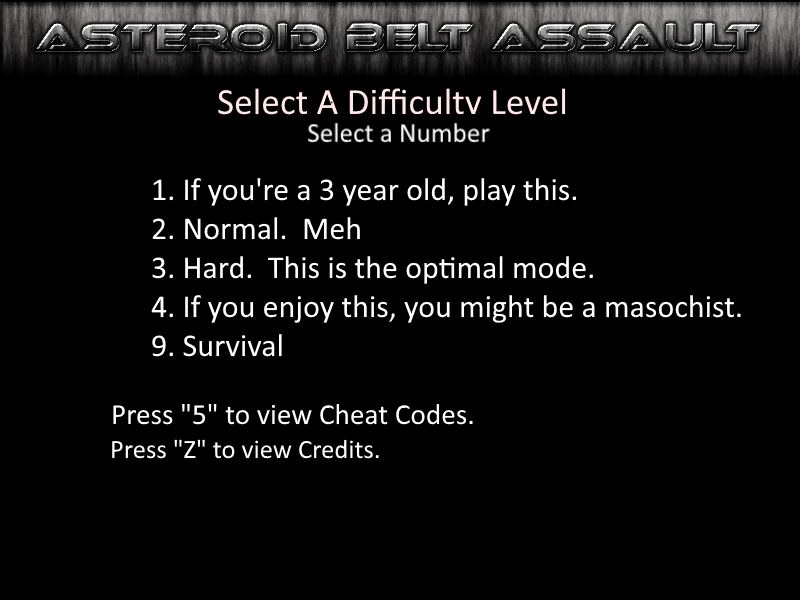 ASTEROID BELT ASSAULT
Select A Difficulty Level
Select a Number
1. If you're a 3 year old, play this.
2. Normal.  Meh
3. Hard.  This is the optimal mode.
4. If you enjoy this, you might be a masochist.
9. Survival
Press "5" to view Cheat Codes.
Press "Z" to view Credits.